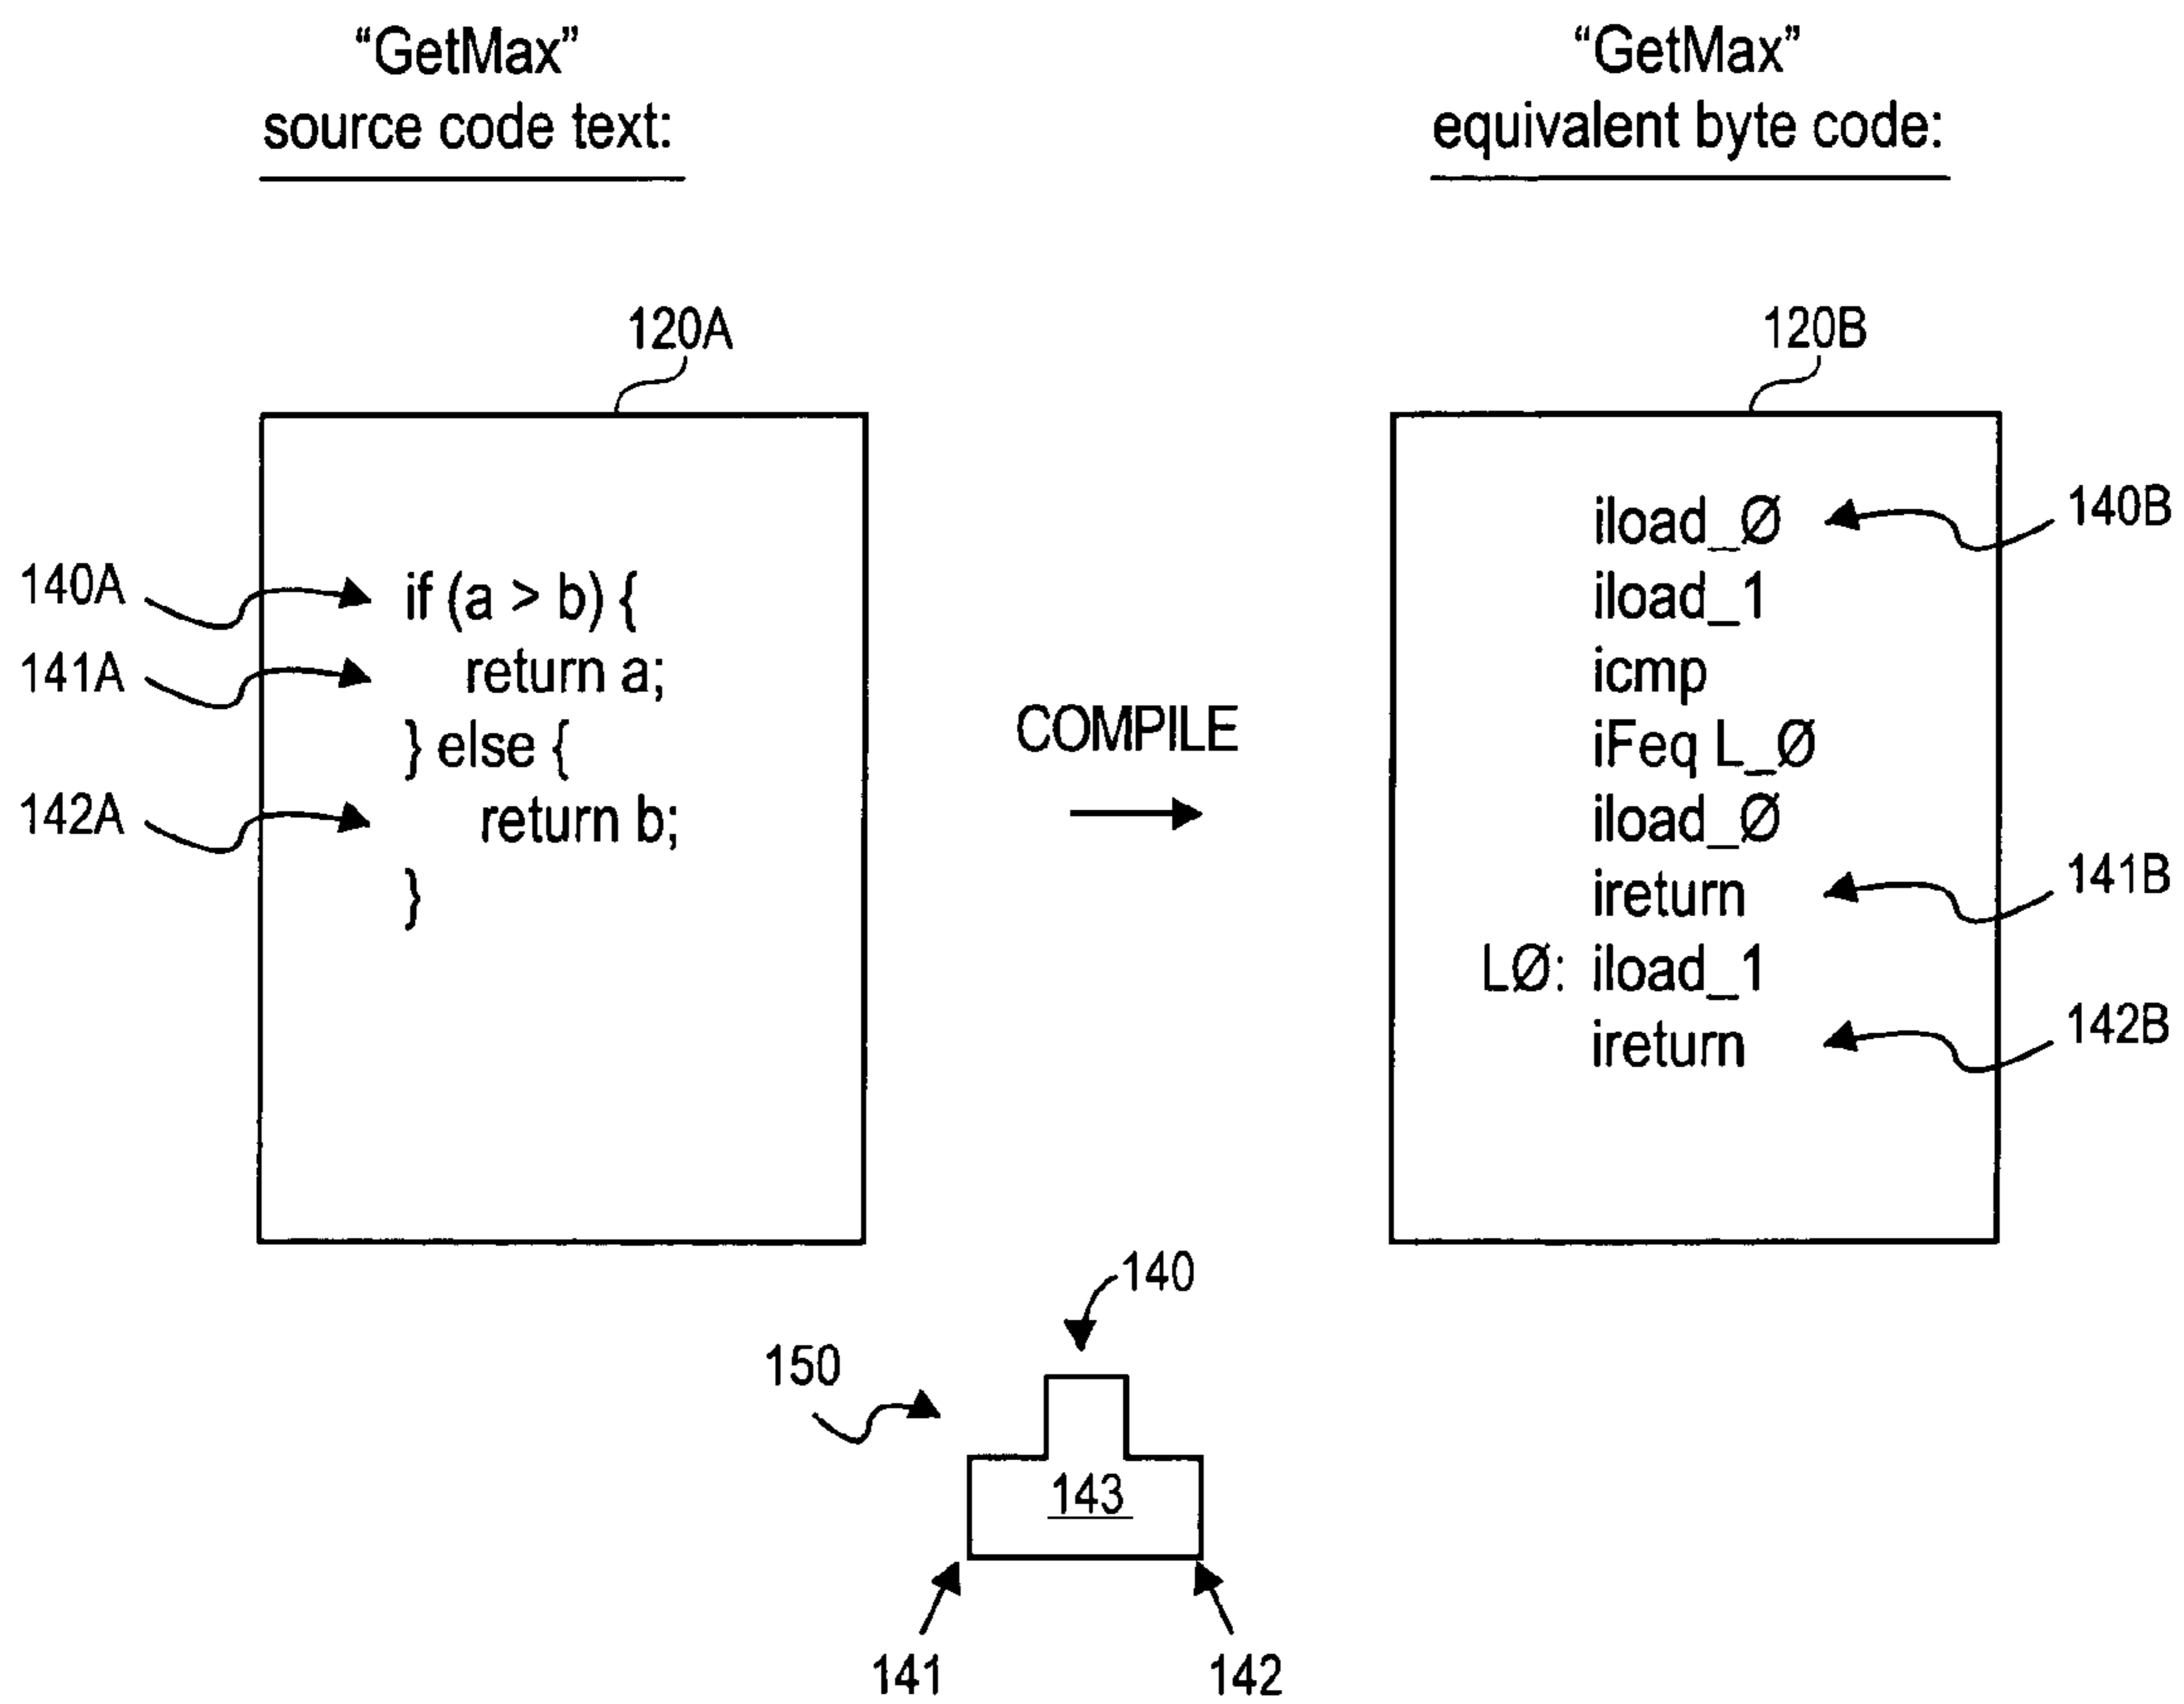 “GetMax”
source code text:
“GetMax”
equivalent byte code:
120A
120B
140A
if (a > b) {
141A
return a;
} else {
142A
return b;
}
COMPILE
iload_Ø
140B
iload_1
icmp
iFeq L_Ø
iload_Ø
ireturn
141B
LØ: iload_1
ireturn
142B
140
150
143
141
142